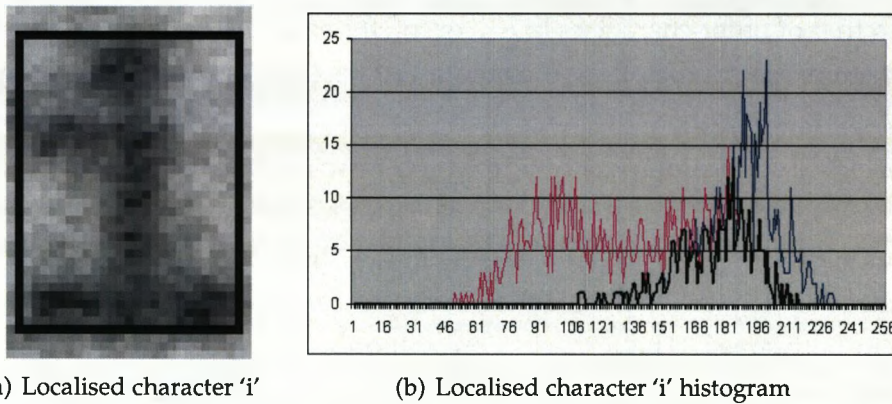 25
20
15
10
5
0
1 16 31 46 61 76 91 106 121 136 151 166 181 196 211 226 241 256
) Localised character ‘i’
(b) Localised character ‘i’ histogram